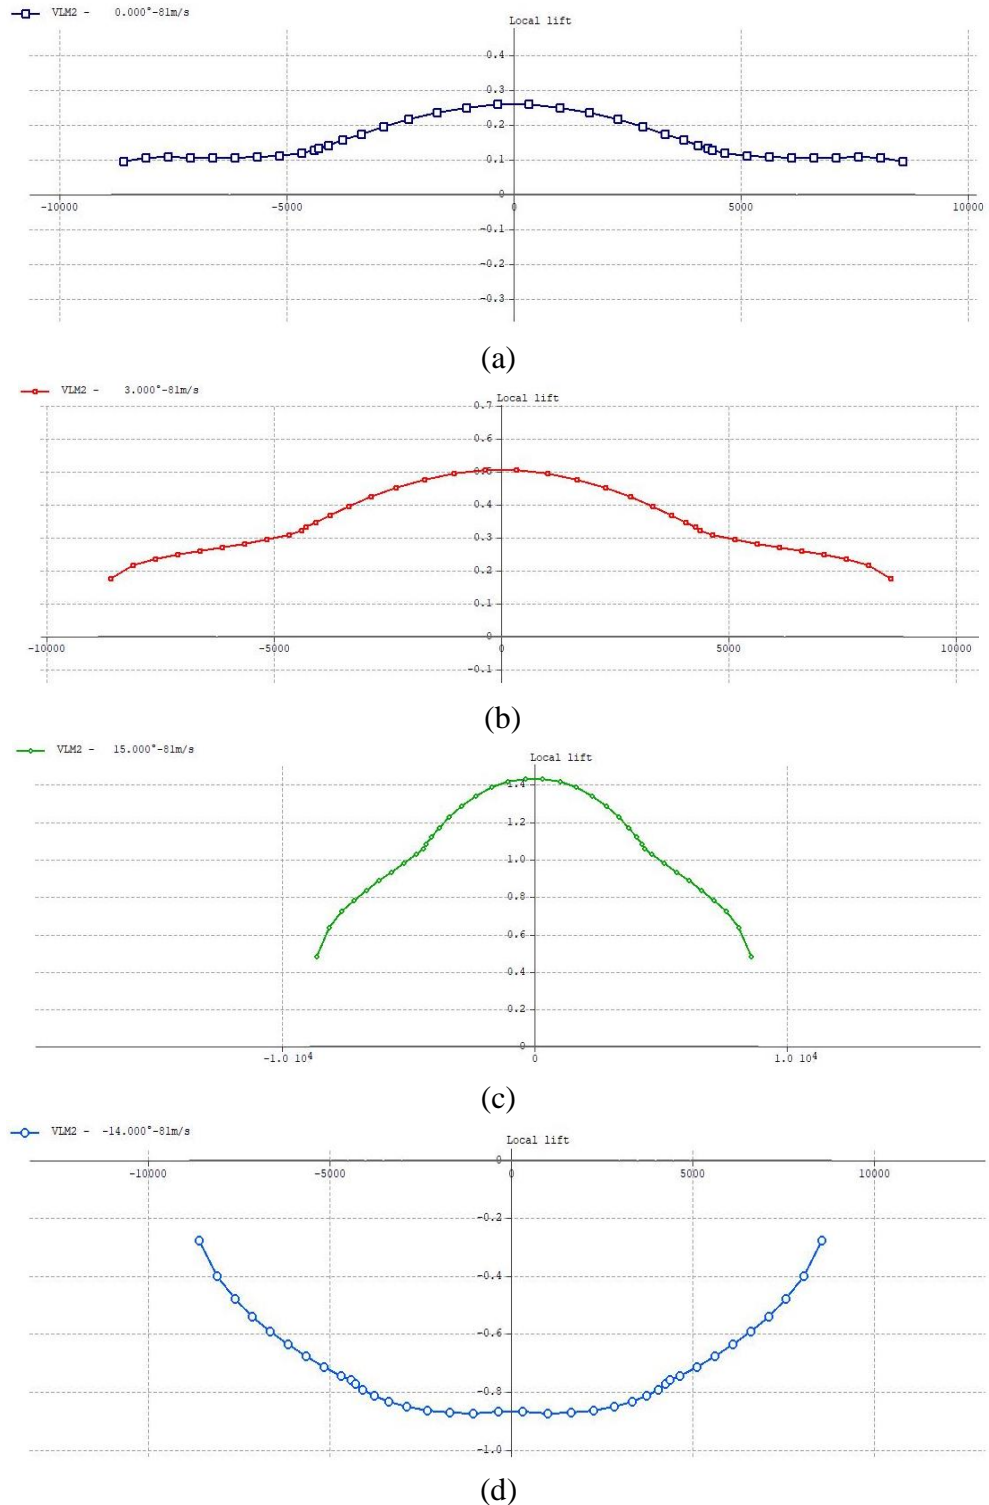 VLM2 - 0.000°-81m/s
Local lift
0.4
0.3
0.2
0.1
0
-10000 -5000 0 5000 10000
-0.1
-0.2
-0.3
(a)
VLM2 - 3.000°-81m/s
Local lift
0.7
0.6
0.5
0.4
0.3
0.2
0.1
0
-10000 -5000 0 5000 10000
-0.1
(b)
VLM2 - 15.000°-81m/s
Local lift
1.4
1.2
1.0
0.8
0.6
0.4
0.2
0
-1.0 10⁴ 0 1.0 10⁴
(c)
VLM2 - -14.000°-81m/s
Local lift
0
-10000 -5000 0 5000 10000
-0.2
-0.4
-0.6
-0.8
-1.0
(d)